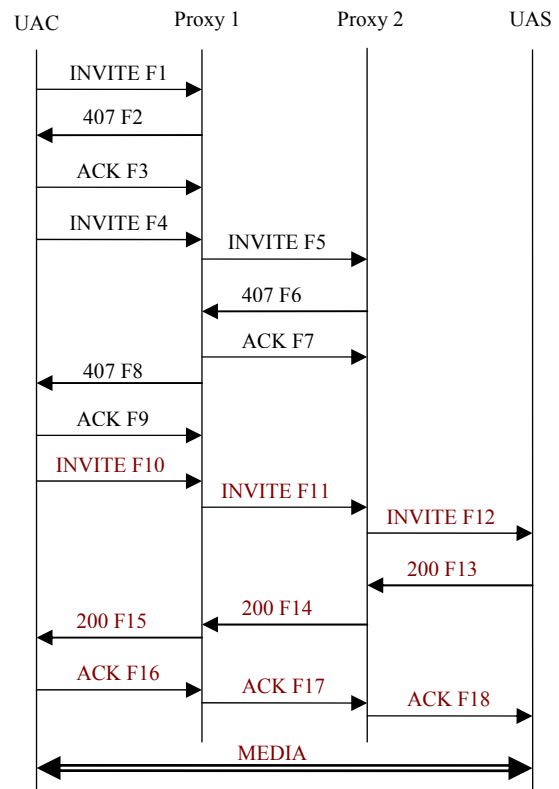 UAC Proxy 1 Proxy 2 UAS
INVITE F1
407 F2
ACK F3
INVITE F4
INVITE F5
407 F6
ACK F7
407 F8
ACK F9
INVITE F10
INVITE F11
INVITE F12
200 F13
200 F14
200 F15
ACK F16
ACK F17
ACK F18
MEDIA